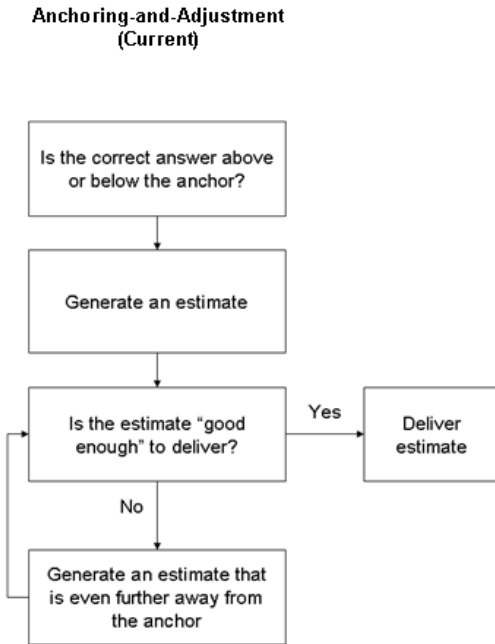 Anchoring-and-Adjustment
(Current)
Is the correct answer above
or below the anchor?
Generate an estimate
Is the estimate “good
enough” to deliver?
Yes
Deliver
estimate
No
Generate an estimate that
is even further away from
the anchor